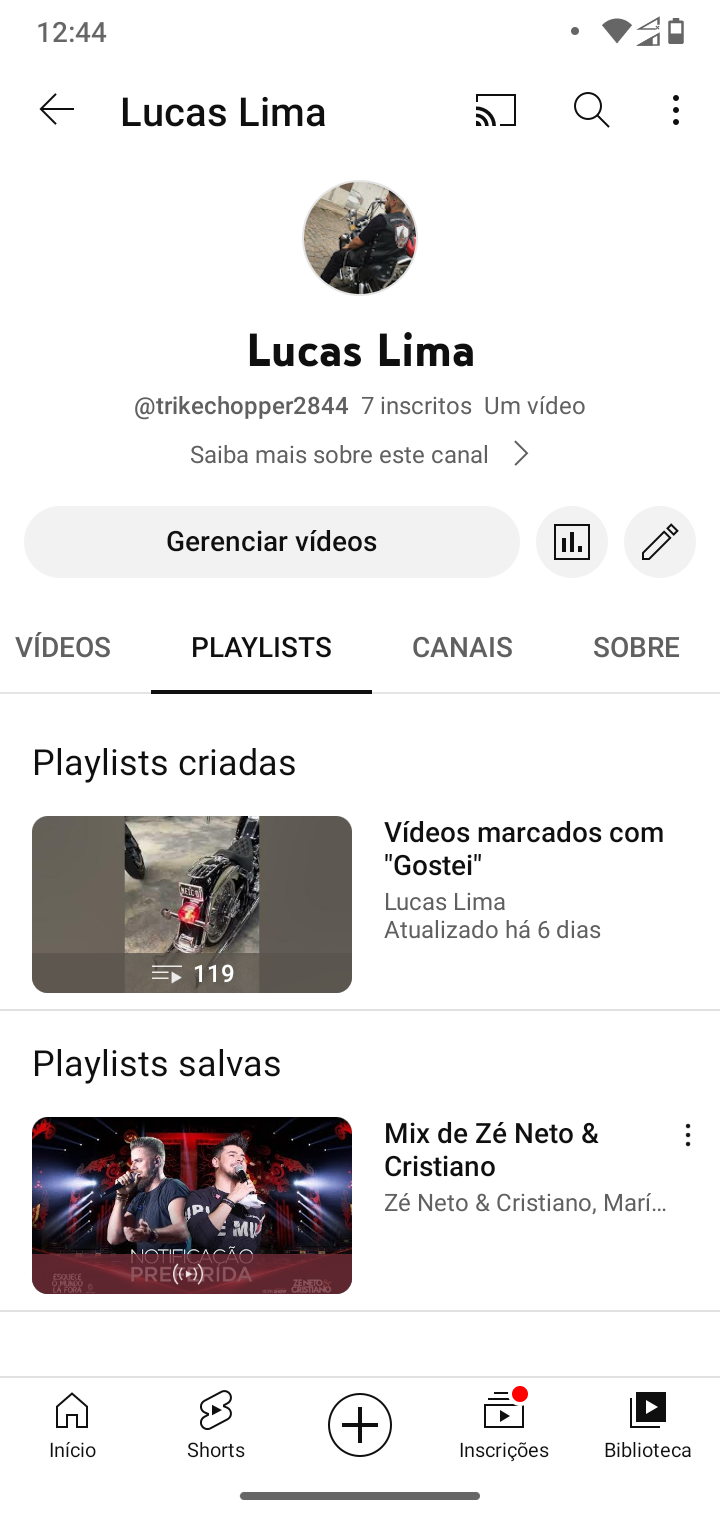 12:44
Lucas Lima
Lucas Lima
@trikechopper2844 7 inscritos Um vídeo
Saiba mais sobre este canal
Gerenciar vídeos
VÍDEOS PLAYLISTS CANAIS SOBRE
Playlists criadas
Vídeos marcados com
"Gostei"
Lucas Lima
Atualizado há 6 dias
119
Playlists salvas
Mix de Zé Neto &
Cristiano
Zé Neto & Cristiano, Marí...
NOTIFICAÇÃO
PREFERIDA
ESQUECE
O MUNDO
LÁ FORA
ZÉ NETO &
CRISTIANO
Início Shorts Inscrições Biblioteca